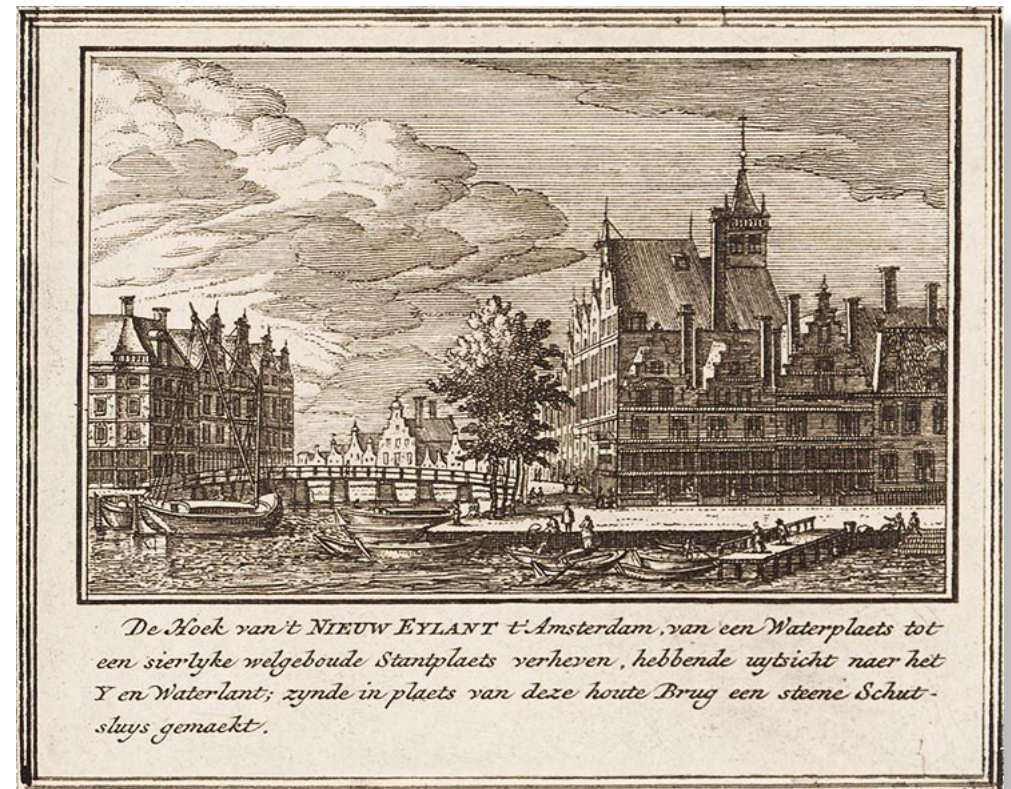 De Hoek van't NIEUW EYLANT t'Amsterdam, van een Waterplaets tot
een sierlyke welgeboude Stantplaets verheven, hebbende uytsicht naer het
Y en Waterlant; zynde in plaets van deze houte Brug een steene Schut-
sluys gemaekt.